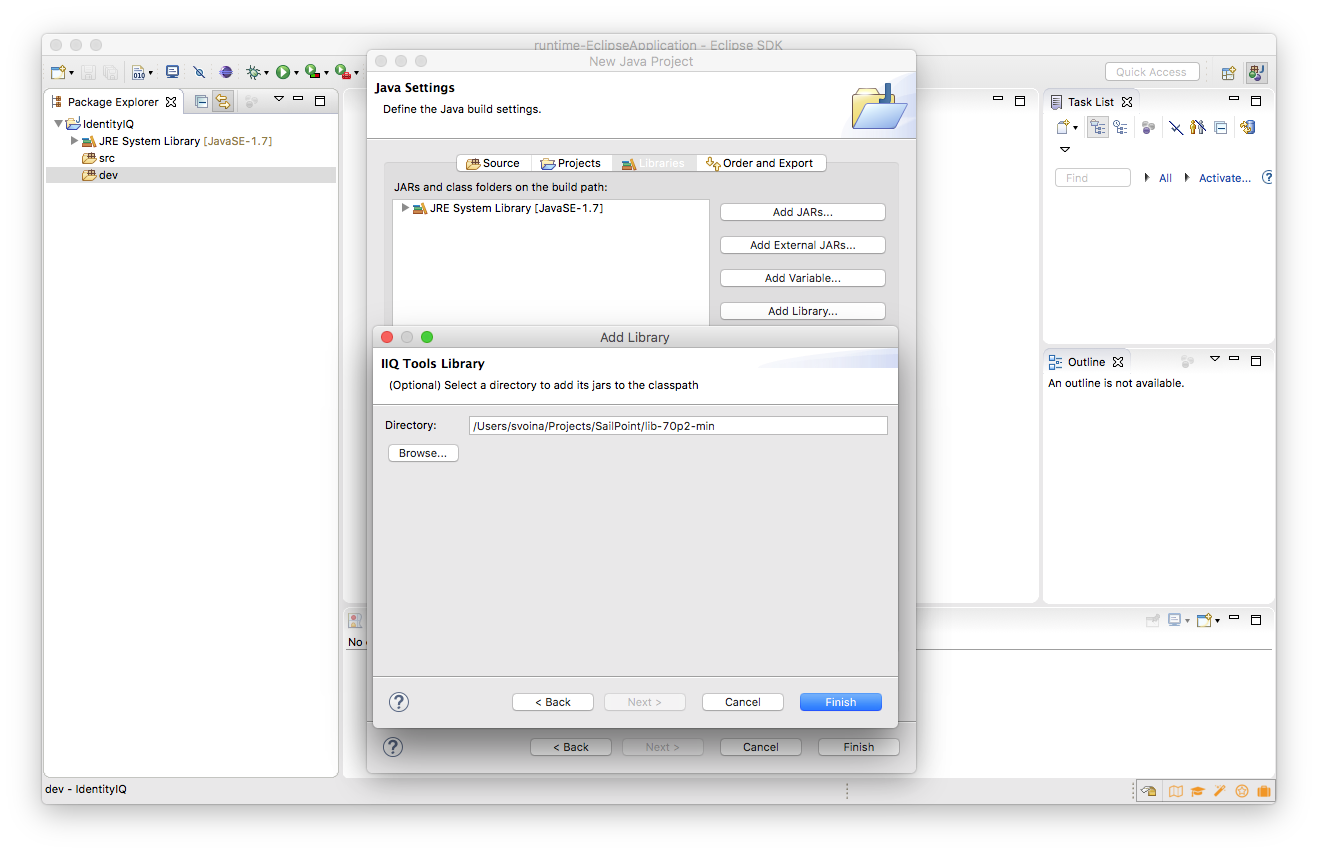 runtime-EclipseApplication - Eclipse SDK
New Java Project
Quick Access
Package Explorer
IdentityIQ
JRE System Library [JavaSE-1.7]
src
dev
Java Settings
Define the Java build settings.
Source Projects Libraries Order and Export
JARs and class folders on the build path:
JRE System Library [JavaSE-1.7]
Add JARs...
Add External JARs...
Add Variable...
Add Library...
Add Library
IIQ Tools Library
(Optional) Select a directory to add its jars to the classpath
Directory: /Users/svoina/Projects/SailPoint/lib-70p2-min
Browse...
? < Back Next > Cancel Finish
? < Back Next > Cancel Finish
Task List
Find All Activate... ?
Outline
An outline is not available.
No
dev - IdentityIQ